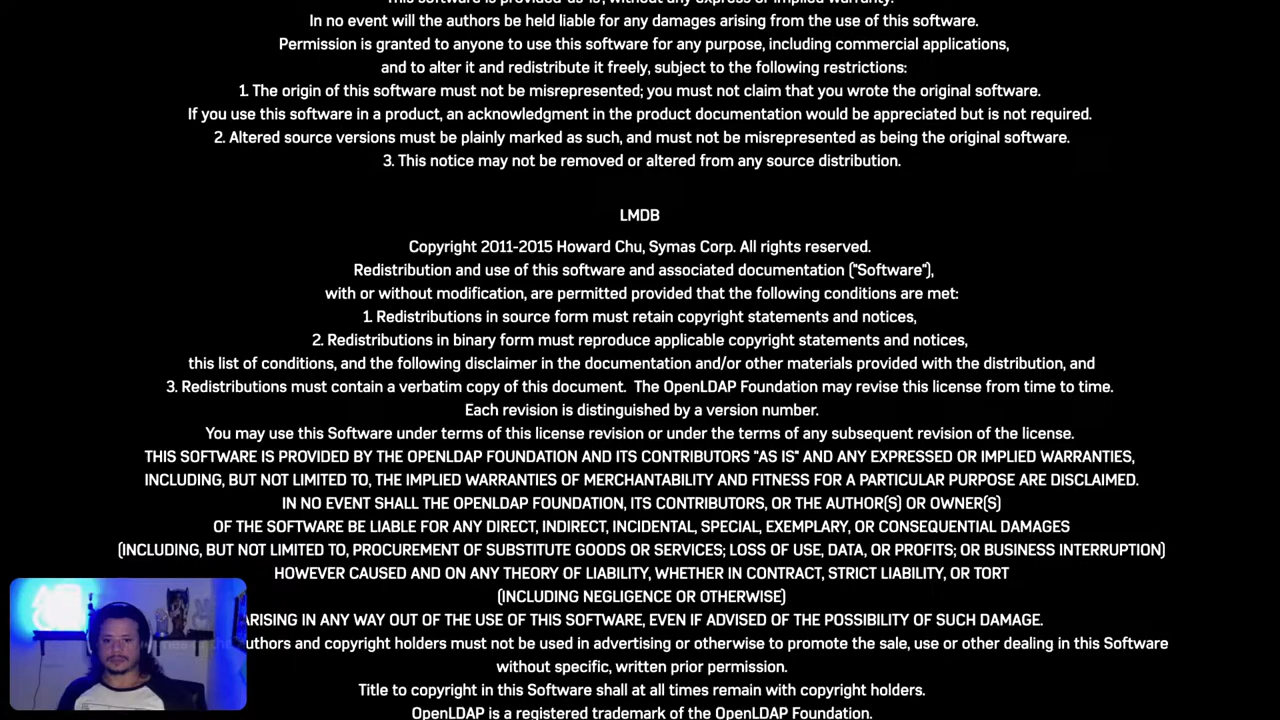 This software is provided 'as-is', without any express or implied warranty.
In no event will the authors be held liable for any damages arising from the use of this software.
Permission is granted to anyone to use this software for any purpose, including commercial applications,
and to alter it and redistribute it freely, subject to the following restrictions:
1. The origin of this software must not be misrepresented; you must not claim that you wrote the original software.
If you use this software in a product, an acknowledgment in the product documentation would be appreciated but is not required.
2. Altered source versions must be plainly marked as such, and must not be misrepresented as being the original software.
3. This notice may not be removed or altered from any source distribution.
LMDB
Copyright 2011-2015 Howard Chu, Symas Corp. All rights reserved.
Redistribution and use of this software and associated documentation ("Software"),
with or without modification, are permitted provided that the following conditions are met:
1. Redistributions in source form must retain copyright statements and notices,
2. Redistributions in binary form must reproduce applicable copyright statements and notices,
this list of conditions, and the following disclaimer in the documentation and/or other materials provided with the distribution, and
3. Redistributions must contain a verbatim copy of this document. The OpenLDAP Foundation may revise this license from time to time.
Each revision is distinguished by a version number.
You may use this Software under terms of this license revision or under the terms of any subsequent revision of the license.
THIS SOFTWARE IS PROVIDED BY THE OPENLDAP FOUNDATION AND ITS CONTRIBUTORS "AS IS" AND ANY EXPRESSED OR IMPLIED WARRANTIES,
INCLUDING, BUT NOT LIMITED TO, THE IMPLIED WARRANTIES OF MERCHANTABILITY AND FITNESS FOR A PARTICULAR PURPOSE ARE DISCLAIMED.
IN NO EVENT SHALL THE OPENLDAP FOUNDATION, ITS CONTRIBUTORS, OR THE AUTHOR(S) OR OWNER(S)
OF THE SOFTWARE BE LIABLE FOR ANY DIRECT, INDIRECT, INCIDENTAL, SPECIAL, EXEMPLARY, OR CONSEQUENTIAL DAMAGES
(INCLUDING, BUT NOT LIMITED TO, PROCUREMENT OF SUBSTITUTE GOODS OR SERVICES; LOSS OF USE, DATA, OR PROFITS; OR BUSINESS INTERRUPTION)
HOWEVER CAUSED AND ON ANY THEORY OF LIABILITY, WHETHER IN CONTRACT, STRICT LIABILITY, OR TORT
(INCLUDING NEGLIGENCE OR OTHERWISE)
ARISING IN ANY WAY OUT OF THE USE OF THIS SOFTWARE, EVEN IF ADVISED OF THE POSSIBILITY OF SUCH DAMAGE.
authors and copyright holders must not be used in advertising or otherwise to promote the sale, use or other dealing in this Software
without specific, written prior permission.
Title to copyright in this Software shall at all times remain with copyright holders.
OpenLDAP is a registered trademark of the OpenLDAP Foundation.